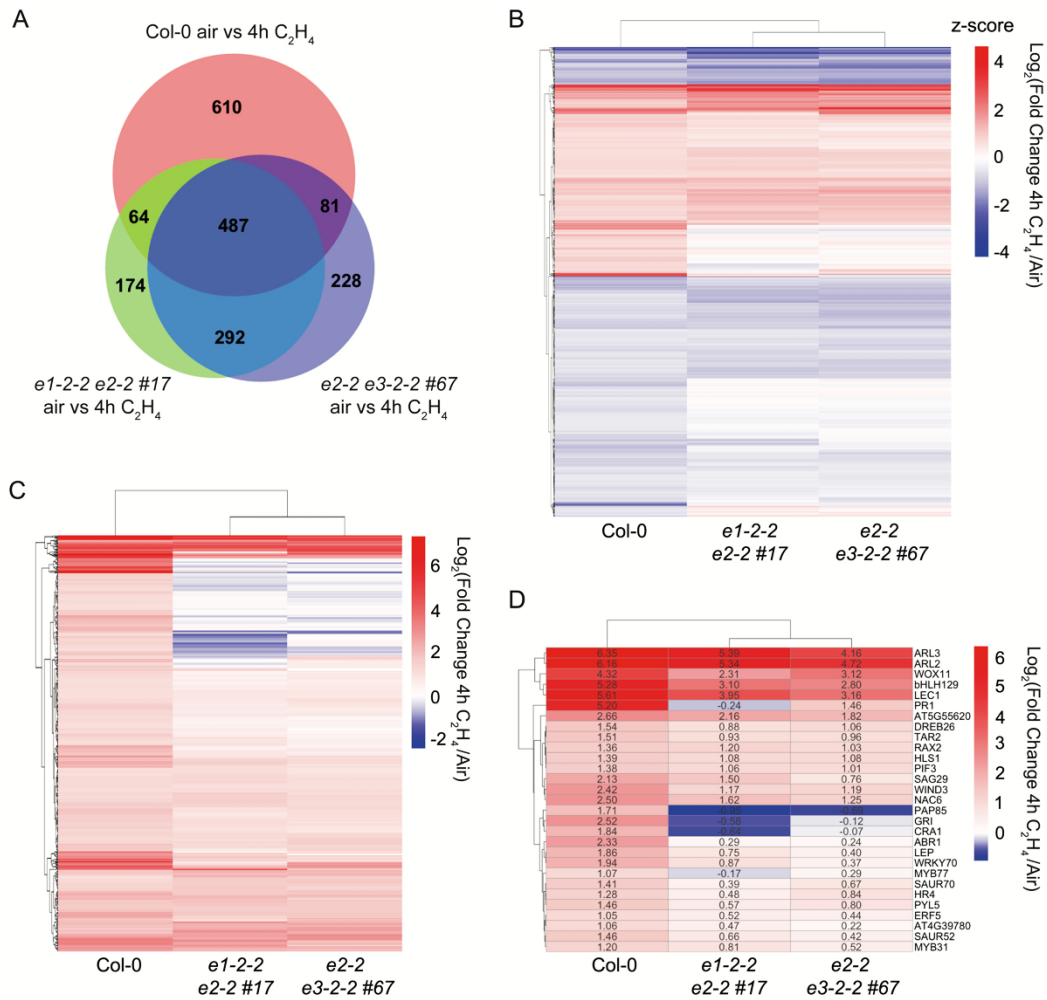 A
Col-0 air vs 4h C₂H₄
610
64
81
487
174
228
292
e1-2-2 e2-2 #17
air vs 4h C₂H₄
e2-2 e3-2-2 #67
air vs 4h C₂H₄
B
z-score
4
2
0
-2
-4
Log₂(Fold Change 4h C₂H₄/Air)
Col-0
e1-2-2
e2-2 #17
e2-2
e3-2-2 #67
C
6
4
2
0
-2
Log₂(Fold Change 4h C₂H₄/Air)
Col-0
e1-2-2
e2-2 #17
e2-2
e3-2-2 #67
D
6.35 5.39 4.16 ARL3
6.16 5.34 4.72 ARL2
4.32 2.31 3.12 WOX11
5.28 3.10 2.80 bHLH129
5.61 3.95 3.16 LEC1
5.20 -0.24 1.46 PR1
2.66 2.16 1.82 AT5G55620
1.54 0.88 1.06 DREB26
1.51 0.93 0.96 TAR2
1.36 1.20 1.03 RAX2
1.39 1.08 1.08 HLS1
1.38 1.06 1.01 PIF3
2.13 1.50 0.76 SAG29
2.42 1.17 1.19 WIND3
2.50 1.62 1.25 NAC6
1.71 PAP85
2.52 -0.58 -0.12 GRI
1.84 -0.64 -0.07 CRA1
2.33 0.29 0.24 ABR1
1.86 0.75 0.40 LEP
1.94 0.87 0.37 WRKY70
1.07 -0.17 0.29 MYB77
1.41 0.39 0.67 SAUR70
1.28 0.48 0.84 HR4
1.46 0.57 0.80 PYL5
1.05 0.52 0.44 ERF5
1.06 0.47 0.22 AT4G39780
1.46 0.66 0.42 SAUR52
1.20 0.81 0.52 MYB31
6
5
4
3
2
1
0
Log₂(Fold Change 4h C₂H₄/Air)
Col-0
e1-2-2
e2-2 #17
e2-2
e3-2-2 #67